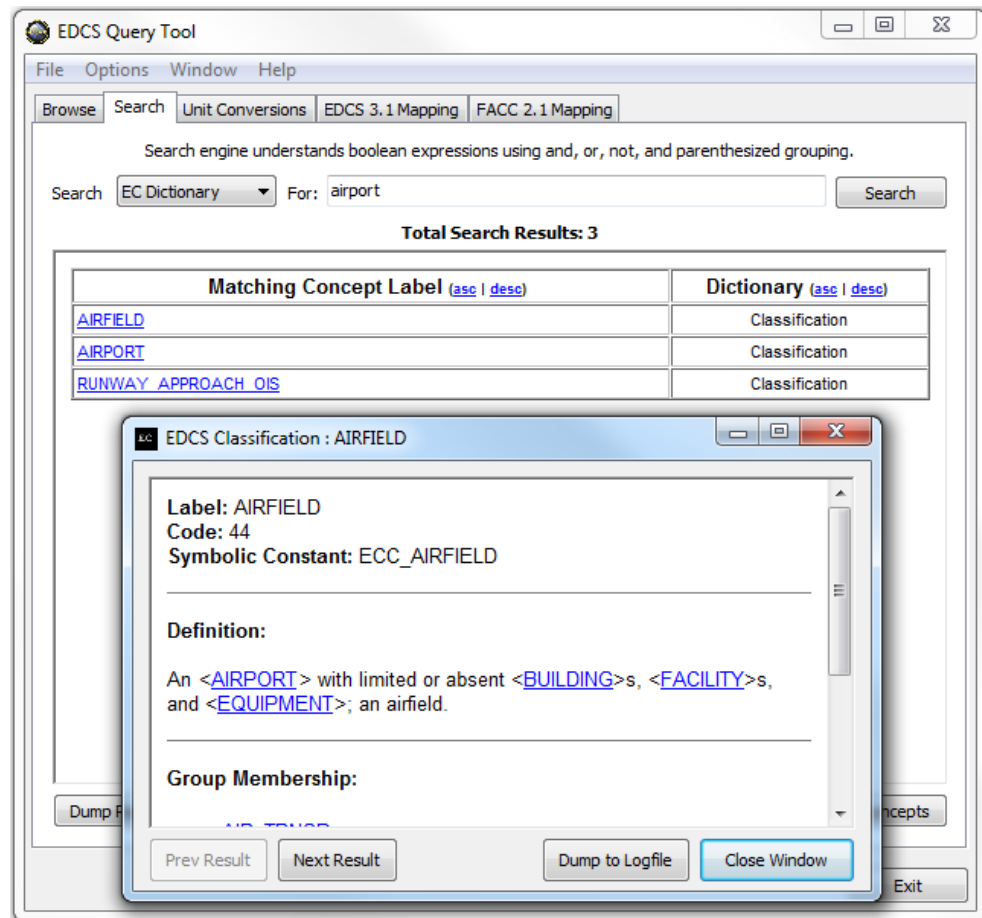 EDCS Query Tool
File Options Window Help
Browse Search Unit Conversions EDCS 3.1 Mapping FACC 2.1 Mapping
Search engine understands boolean expressions using and, or, not, and parenthesized grouping.
Search EC Dictionary For: airport Search
Total Search Results: 3
Matching Concept Label (asc | desc) Dictionary (asc | desc)
AIRFIELD Classification
AIRPORT Classification
RUNWAY_APPROACH_OIS Classification
EC EDCS Classification : AIRFIELD
Label: AIRFIELD
Code: 44
Symbolic Constant: ECC_AIRFIELD
Definition:
An <AIRPORT> with limited or absent <BUILDING>s, <FACILITY>s,
and <EQUIPMENT>; an airfield.
Group Membership:
Dump
Prev Result Next Result Dump to Logfile Close Window
Exit